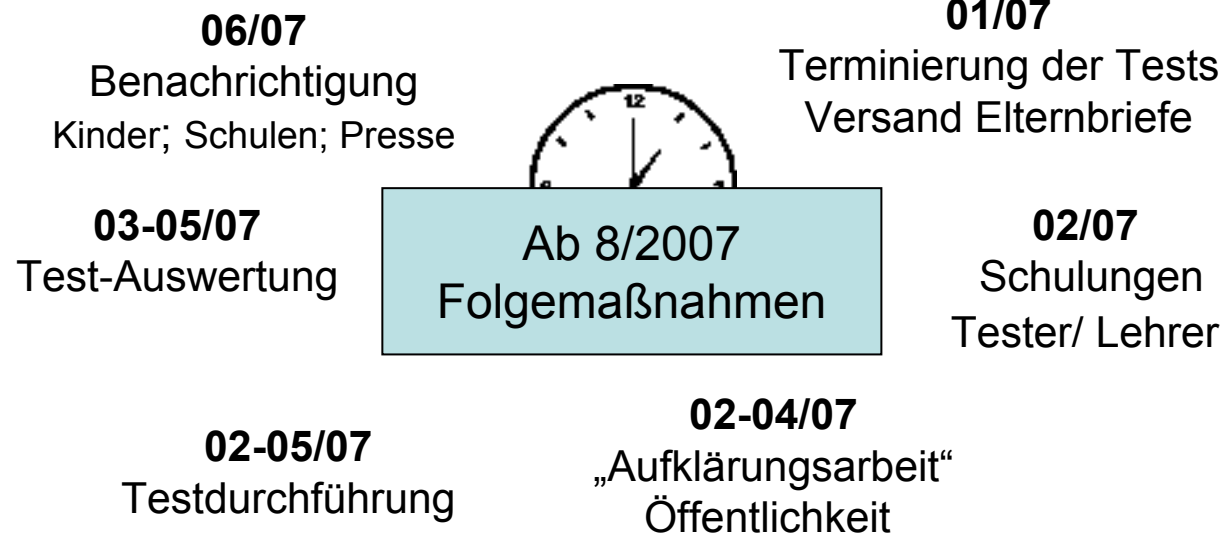 06/07
Benachrichtigung
Kinder; Schulen; Presse
01/07
Terminierung der Tests
Versand Elternbriefe
12
03-05/07
Test-Auswertung
Ab 8/2007
Folgemaßnahmen
02/07
Schulungen
Tester/ Lehrer
02-05/07
Testdurchführung
02-04/07
„Aufklärungsarbeit“
Öffentlichkeit